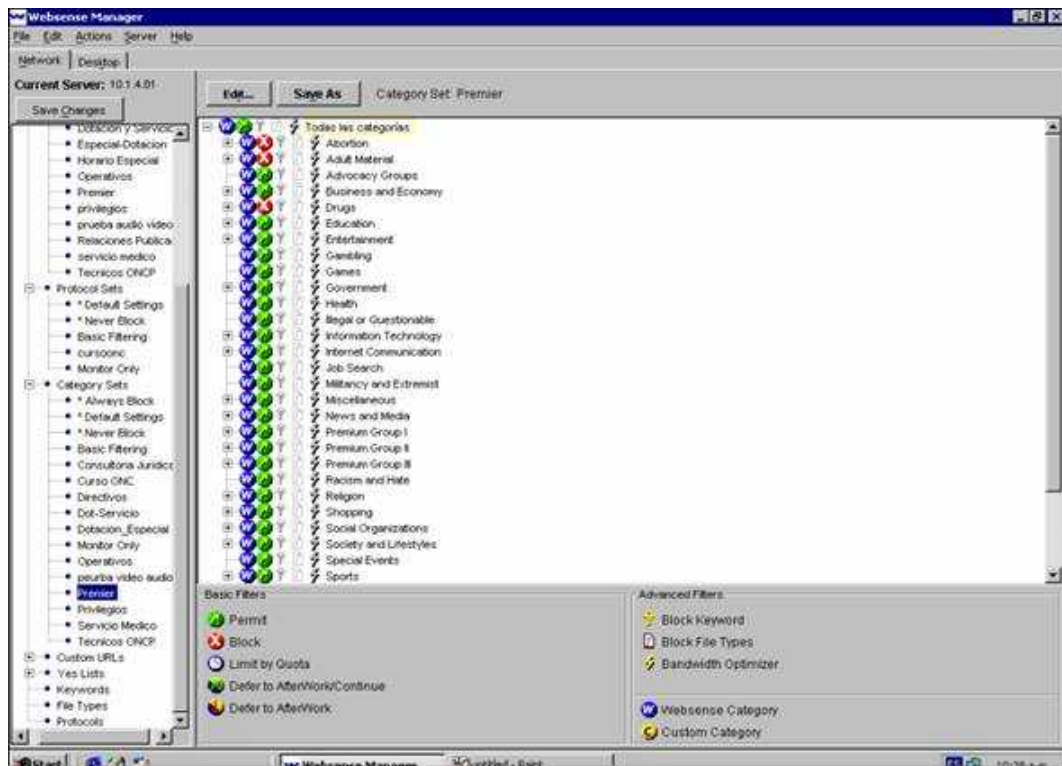 Websense Manager
File Edit Actions Server Help
Network Desktop
Current Server: 10.1.4.01
Save Changes
Edit... Save As Category Set: Premier
Dotacion y Servicio
Especial-Dotacion
Horario Especial
Operativos
Premier
privilegios
prueba audio video
Relaciones Publica
servicio medico
Tecnicos ONCP
Protocol Sets
* Default Settings
* Never Block
Basic Filtering
cursoonc
Monitor Only
Category Sets
* Always Block
* Default Settings
* Never Block
Basic Filtering
Consultoria Juridica
Curso ONC
Directivos
Dot-Servicio
Dotacion_Especial
Monitor Only
Operativos
peurba video audio
Premier
Privilegios
Servicio Medico
Tecnicos ONCP
Custom URLs
Yes Lists
Keywords
File Types
Protocols
Todas las categorías
Abortion
Adult Material
Advocacy Groups
Business and Economy
Drugs
Education
Entertainment
Gambling
Games
Government
Health
Illegal or Questionable
Information Technology
Internet Communication
Job Search
Militancy and Extremist
Miscellaneous
News and Media
Premium Group I
Premium Group II
Premium Group III
Racism and Hate
Religion
Shopping
Social Organizations
Society and Lifestyles
Special Events
Sports
Basic Filters
Permit
Block
Limit by Quota
Defer to AfterWork/Continue
Defer to AfterWork
Advanced Filters
Block Keyword
Block File Types
Bandwidth Optimizer
Websense Category
Custom Category
Start
Websense Manager
untitled - Paint